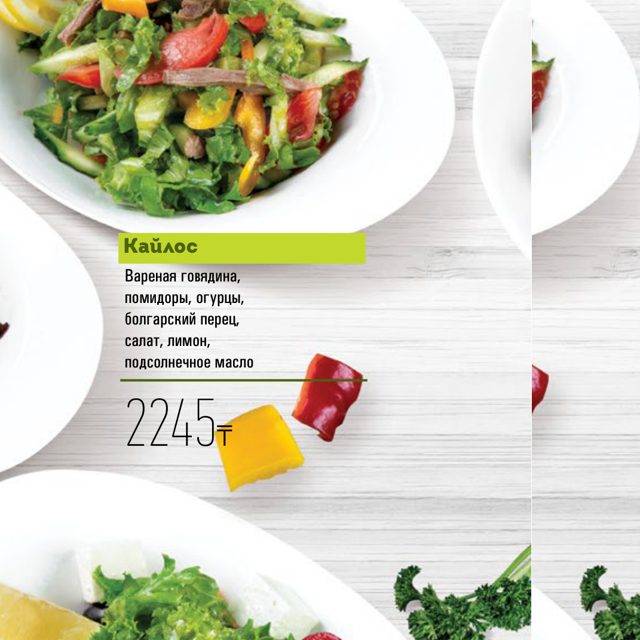 Кайлос
Вареная говядина,
помидоры, огурцы,
болгарский перец,
салат, лимон,
подсолнечное масло
2245₸